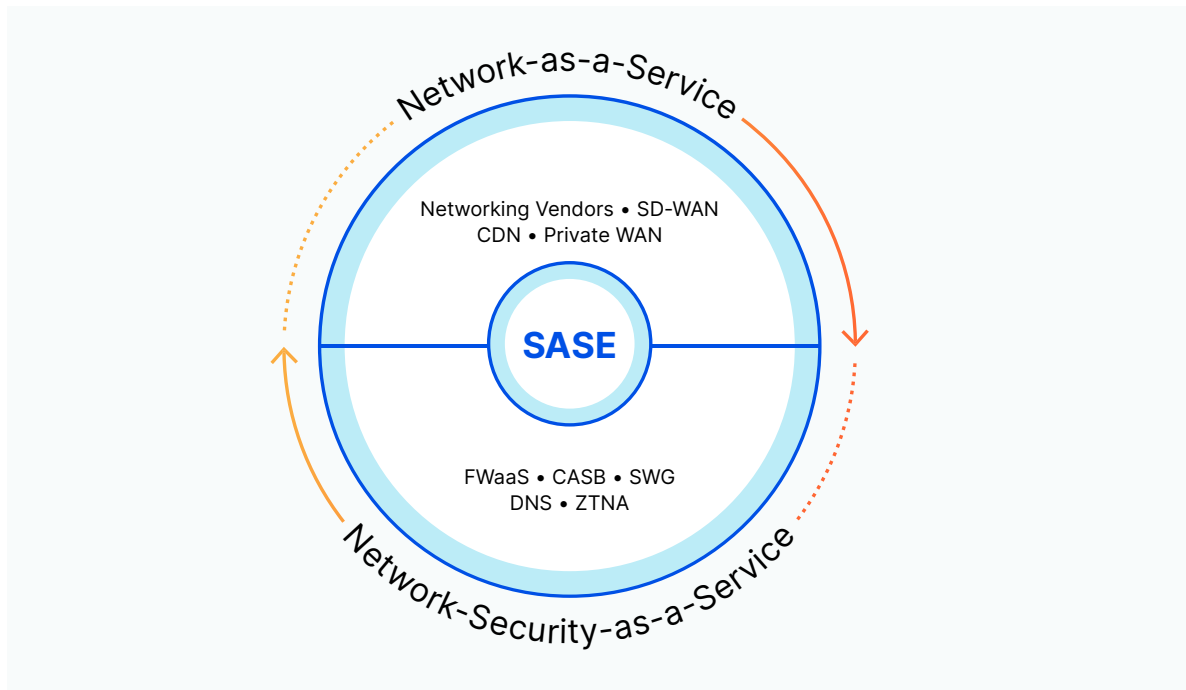 Network-as-a-Service
Networking Vendors • SD-WAN
CDN • Private WAN
SASE
FWaaS • CASB • SWG
DNS • ZTNA
Network-Security-as-a-Service